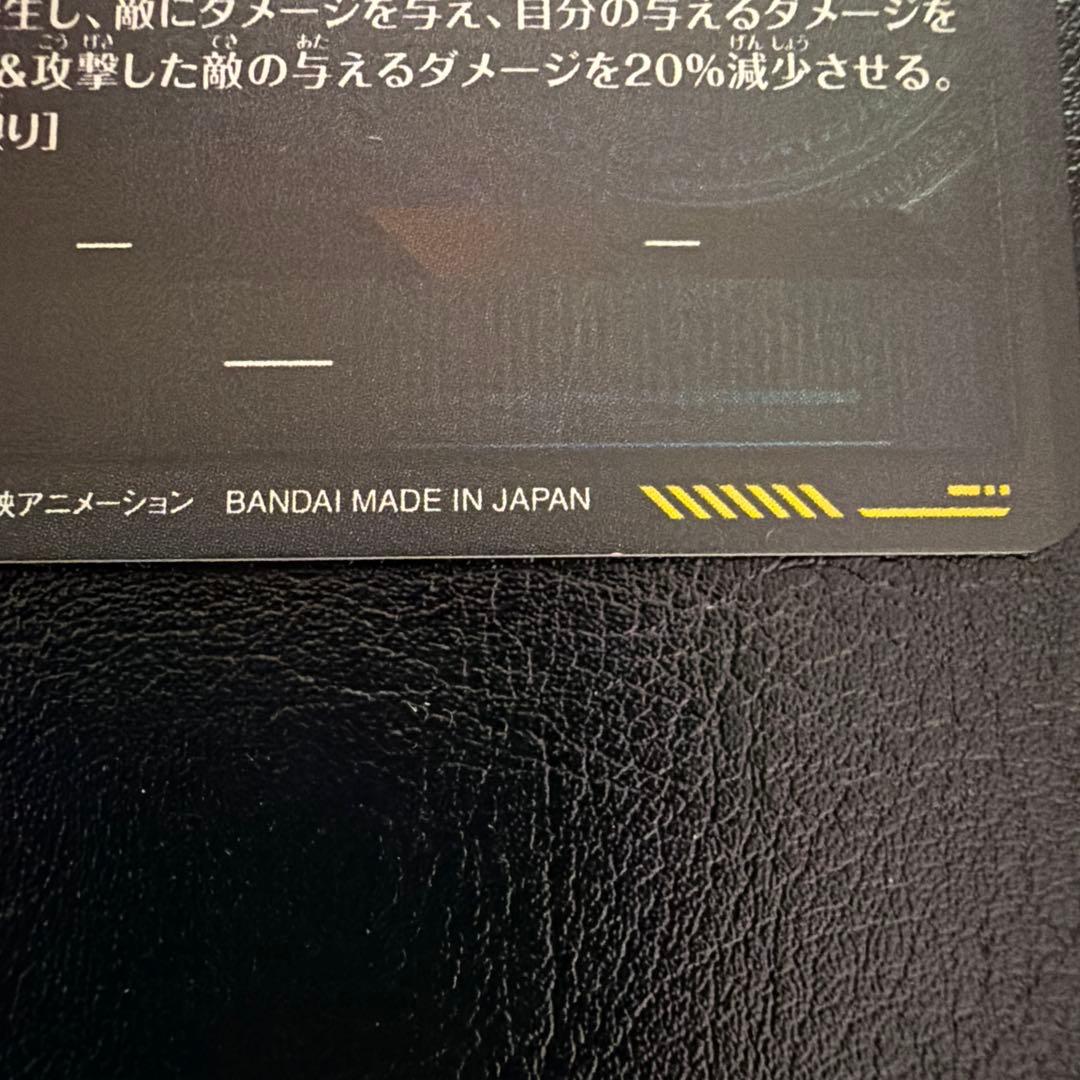 生し、敵にダメージを与え、自分の与えるダメージを
&攻撃した敵の与えるダメージを20%減少させる。
り]
映アニメーション BANDAI MADE IN JAPAN